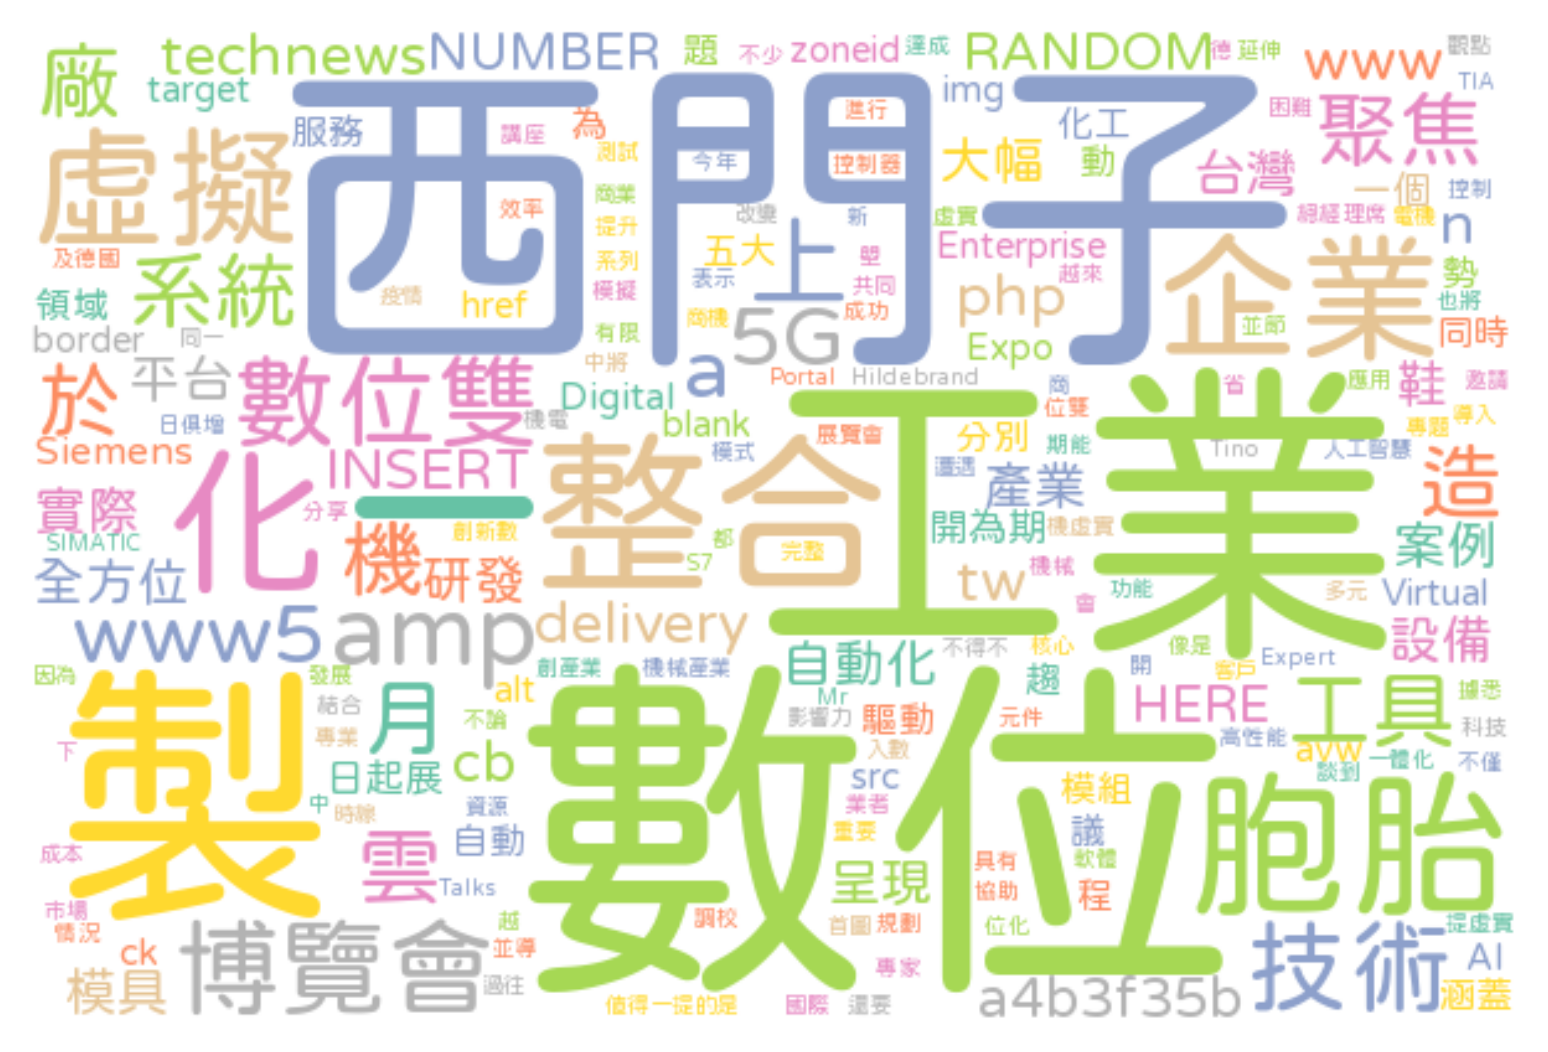 廠
technews
NUMBER
題
不少
zoneid
達成
RANDOM
德
延伸
www
觀點
target
西門子
img
TIA
服務
講座
為
進行
化工
困難
聚焦
虛擬
測試
今年
控制器
大幅
動
台灣
一個
控制
商業
效率
改變
新
虛實
總經理席
電機
n
提升
五大
上
Enterprise
及德國
系統
系列
表示
越來
企業
勢
領域
疫情
href
模擬
共同
php
也將
商機
5G
成功
並節
border
同一
有限
Expo
同時
於
平台
數位雙
中將
a
Portal
Hildebrand
商
省
應用
鞋
邀請
Digital
位雙
日俱增
機電
blank
展覽會
分別
工業
專題
導入
Siemens
化
INSERT
整合
模式
期能
Tino
人工智慧
遭遇
產業
造
實際
分享
一
創新數
開為期
機虛實
案例
SIMATIC
機
研發
都
S7
完整
全方位
tw
機械
功能
多元
Virtual
會
www5
amp
delivery
自動化
不得不
核心
像是
設備
因為
發展
創產業
機械產業
開
客戶
Expert
製
alt
Mr
趨
工具
據悉
結合
月
不論
影響力
驅動
元件
HERE
科技
專業
數位
入數
高性能
avw
下
日起展
cb
src
談到
一體化
不僅
中
時線
資源
業者
模組
胞胎
自動
重要
議
成本
雲
具有
軟體
Talks
呈現
協助
程
市場
越
調校
首圖
規劃
位化
情況
博覽會
並導
技術
提虛實
ck
專家
AI
模具
過往
值得一提的是
國際
還要
a4b3f35b
涵蓋